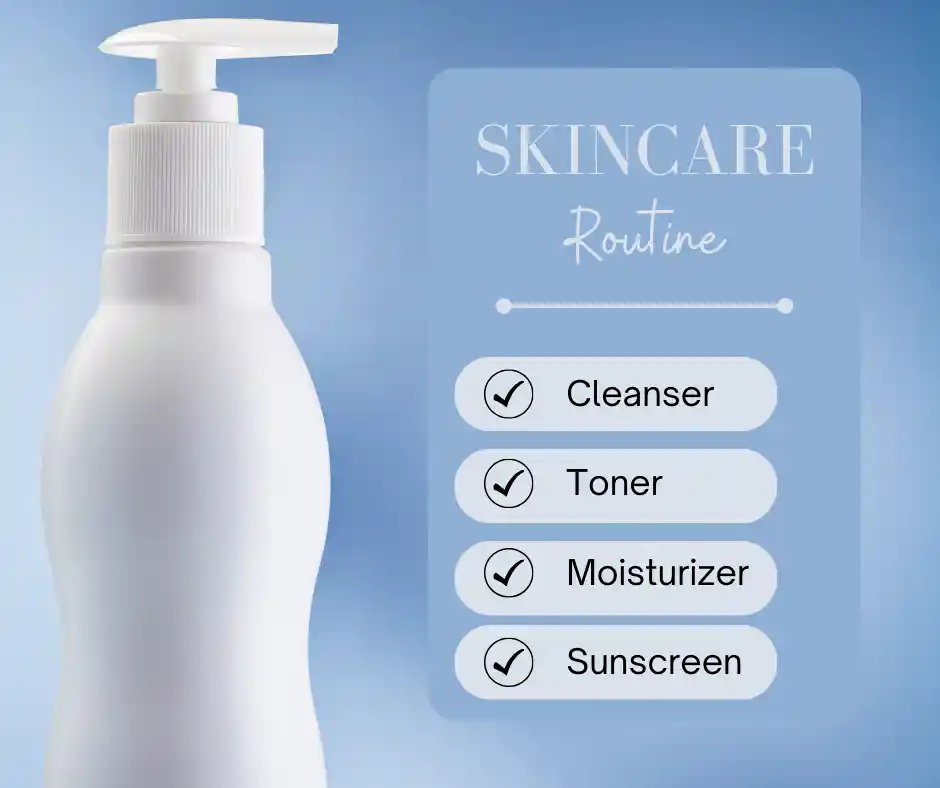 SKINCARE
Routine
Cleanser
Toner
Moisturizer
Sunscreen